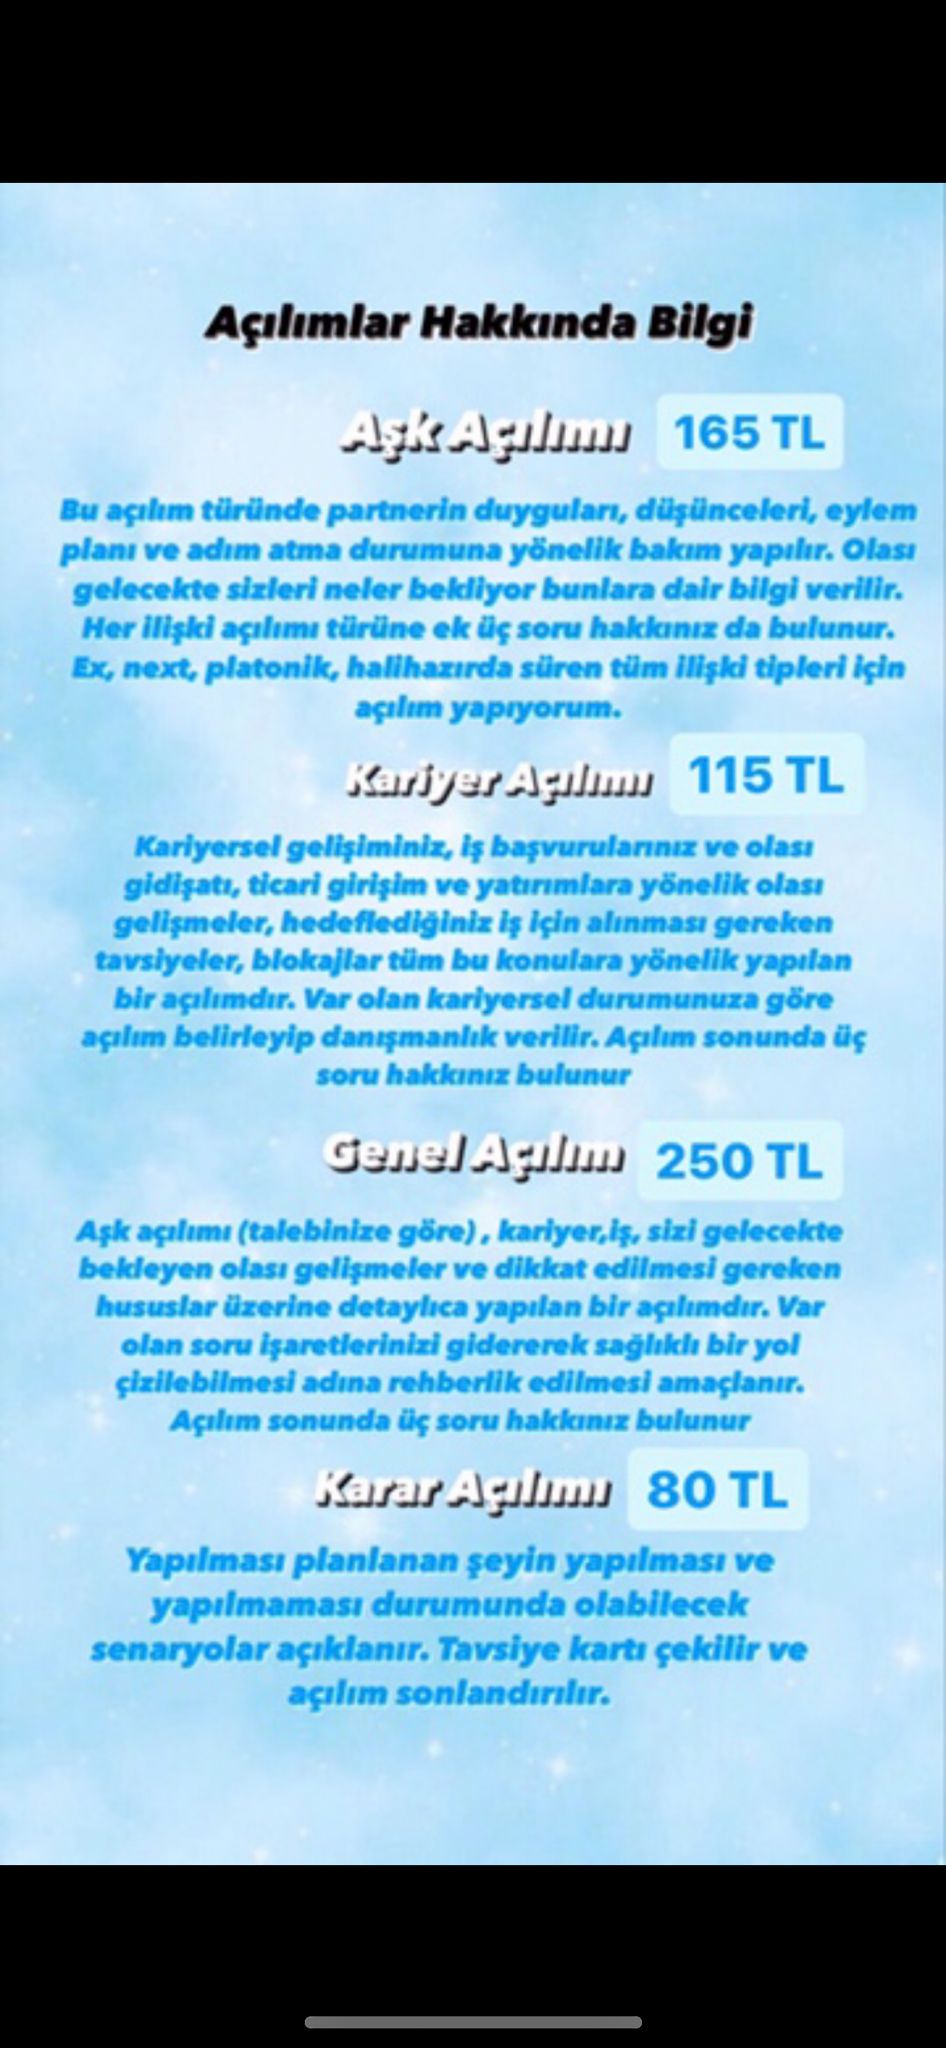 Açılımlar Hakkında Bilgi
Aşk Açılımı 165 TL
Bu açılım türünde partnerin duyguları, düşünceleri, eylem
planı ve adım atma durumuna yönelik bakım yapılır. Olası
gelecekte sizleri neler bekliyor bunlara dair bilgi verilir.
Her ilişki açılımı türüne ek üç soru hakkınız da bulunur.
Ex, next, platonik, halihazırda süren tüm ilişki tipleri için
açılım yapıyorum.
Kariyer Açılımı 115 TL
Kariyersel gelişiminiz, iş başvurularınız ve olası
gidişatı, ticari girişim ve yatırımlara yönelik olası
gelişmeler, hedeflediğiniz iş için alınması gereken
tavsiyeler, blokajlar tüm bu konulara yönelik yapılan
bir açılımdır. Var olan kariyersel durumunuza göre
açılım belirleyip danışmanlık verilir. Açılım sonunda üç
soru hakkınız bulunur
Genel Açılım 250 TL
Aşk açılımı (talebinize göre) , kariyer,iş, sizi gelecekte
bekleyen olası gelişmeler ve dikkat edilmesi gereken
hususlar üzerine detaylıca yapılan bir açılımdır. Var
olan soru işaretlerinizi gidererek sağlıklı bir yol
çizilebilmesi adına rehberlik edilmesi amaçlanır.
Açılım sonunda üç soru hakkınız bulunur
Karar Açılımı 80 TL
Yapılması planlanan şeyin yapılması ve
yapılmaması durumunda olabilecek
senaryolar açıklanır. Tavsiye kartı çekilir ve
açılım sonlandırılır.